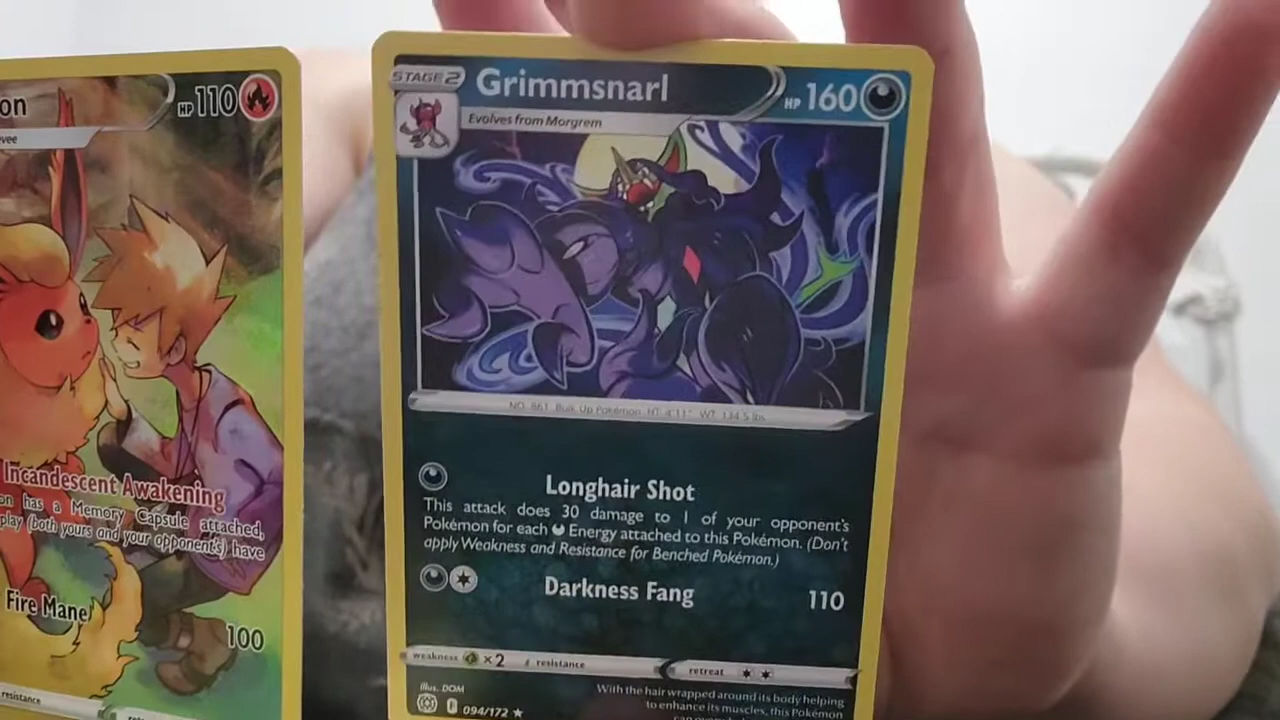 on
vee
HP 110
Incandescent Awakening
on has a Memory Capsule attached,
play (both yours and your opponent's) have
Fire Mane
100
resistance
STAGE 2
Grimmsnarl
HP 160
Evolves from Morgrem
NO. 861 Bulk Up Pokémon HT: 4'11" WT: 134.5 lbs
Longhair Shot
This attack does 30 damage to 1 of your opponent's
Pokémon for each Energy attached to this Pokémon. (Don't
apply Weakness and Resistance for Benched Pokémon.)
Darkness Fang 110
weakness ×2 resistance retreat
illus. DOM
F 094/172 ★
With the hair wrapped around its body helping
to enhance its muscles, this Pokémon